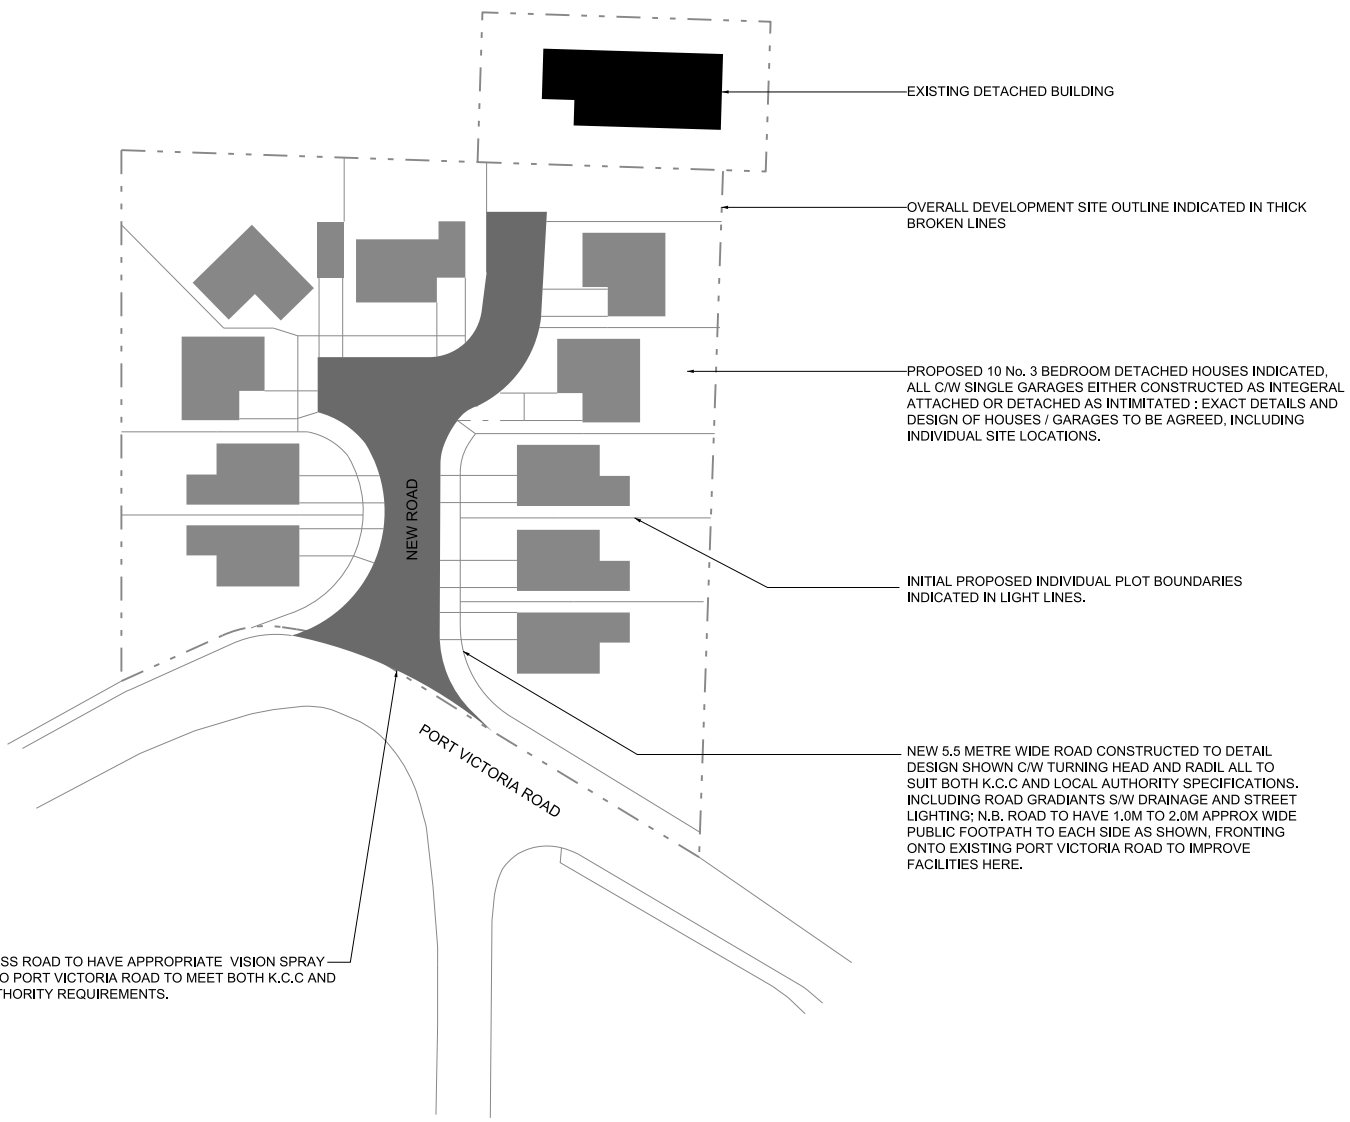 EXISTING DETACHED BUILDING
OVERALL DEVELOPMENT SITE OUTLINE INDICATED IN THICK
BROKEN LINES
PROPOSED 10 No. 3 BEDROOM DETACHED HOUSES INDICATED,
ALL C/W SINGLE GARAGES EITHER CONSTRUCTED AS INTEGERAL
ATTACHED OR DETACHED AS INTIMITATED : EXACT DETAILS AND
DESIGN OF HOUSES / GARAGES TO BE AGREED, INCLUDING
INDIVIDUAL SITE LOCATIONS.
NEW ROAD
INITIAL PROPOSED INDIVIDUAL PLOT BOUNDARIES
INDICATED IN LIGHT LINES.
PORT VICTORIA ROAD
NEW 5.5 METRE WIDE ROAD CONSTRUCTED TO DETAIL
DESIGN SHOWN C/W TURNING HEAD AND RADIL ALL TO
SUIT BOTH K.C.C AND LOCAL AUTHORITY SPECIFICATIONS.
INCLUDING ROAD GRADIANTS S/W DRAINAGE AND STREET
LIGHTING; N.B. ROAD TO HAVE 1.0M TO 2.0M APPROX WIDE
PUBLIC FOOTPATH TO EACH SIDE AS SHOWN, FRONTING
ONTO EXISTING PORT VICTORIA ROAD TO IMPROVE
FACILITIES HERE.
SS ROAD TO HAVE APPROPRIATE VISION SPRAY
O PORT VICTORIA ROAD TO MEET BOTH K.C.C AND
THORITY REQUIREMENTS.